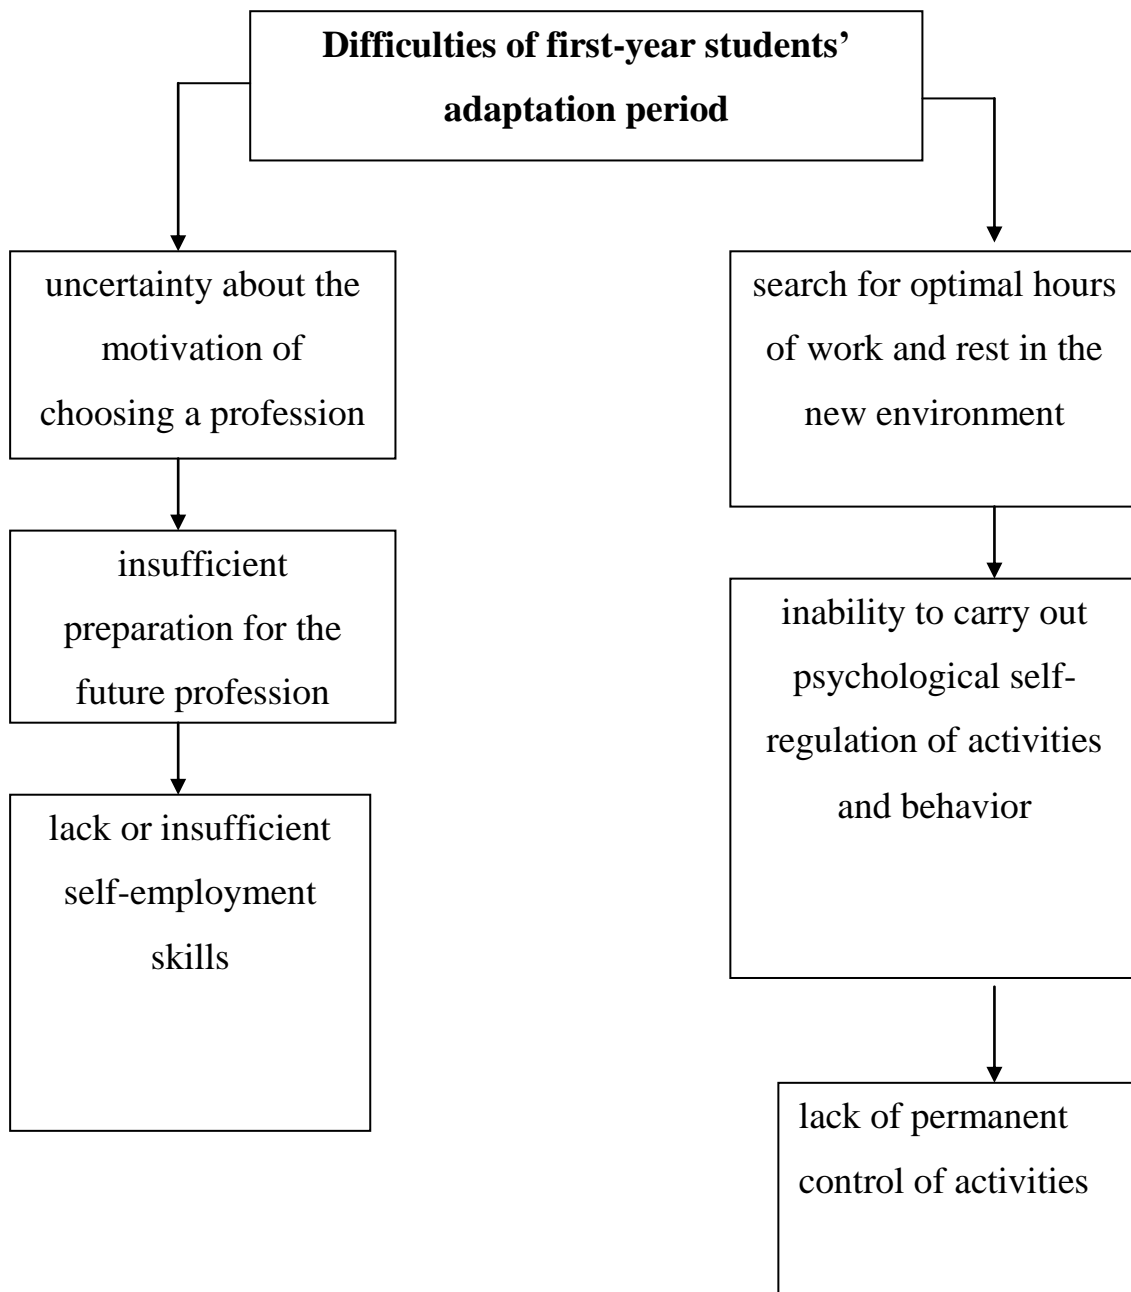 Difficulties of first-year students’
adaptation period
uncertainty about the
motivation of
choosing a profession
insufficient
preparation for the
future profession
lack or insufficient
self-employment
skills
search for optimal hours
of work and rest in the
new environment
inability to carry out
psychological self-
regulation of activities
and behavior
lack of permanent
control of activities